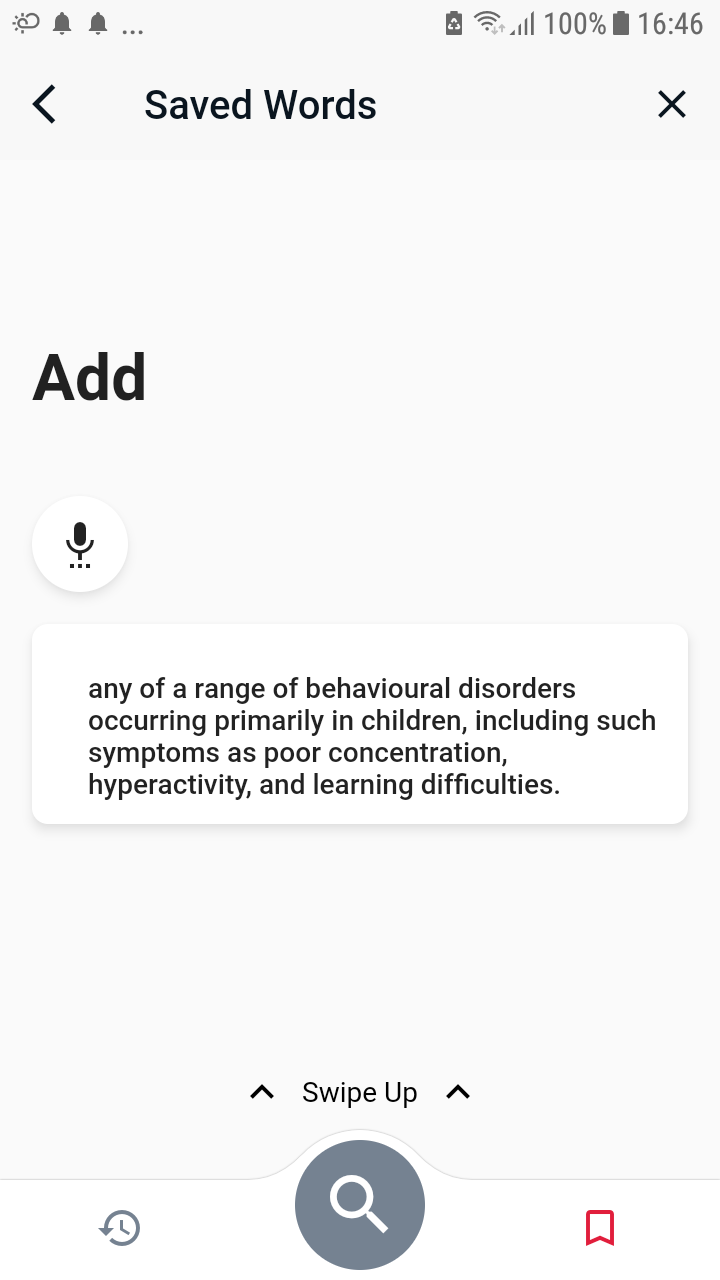 ... 100% 16:46
Saved Words
Add
any of a range of behavioural disorders
occurring primarily in children, including such
symptoms as poor concentration,
hyperactivity, and learning difficulties.
Swipe Up